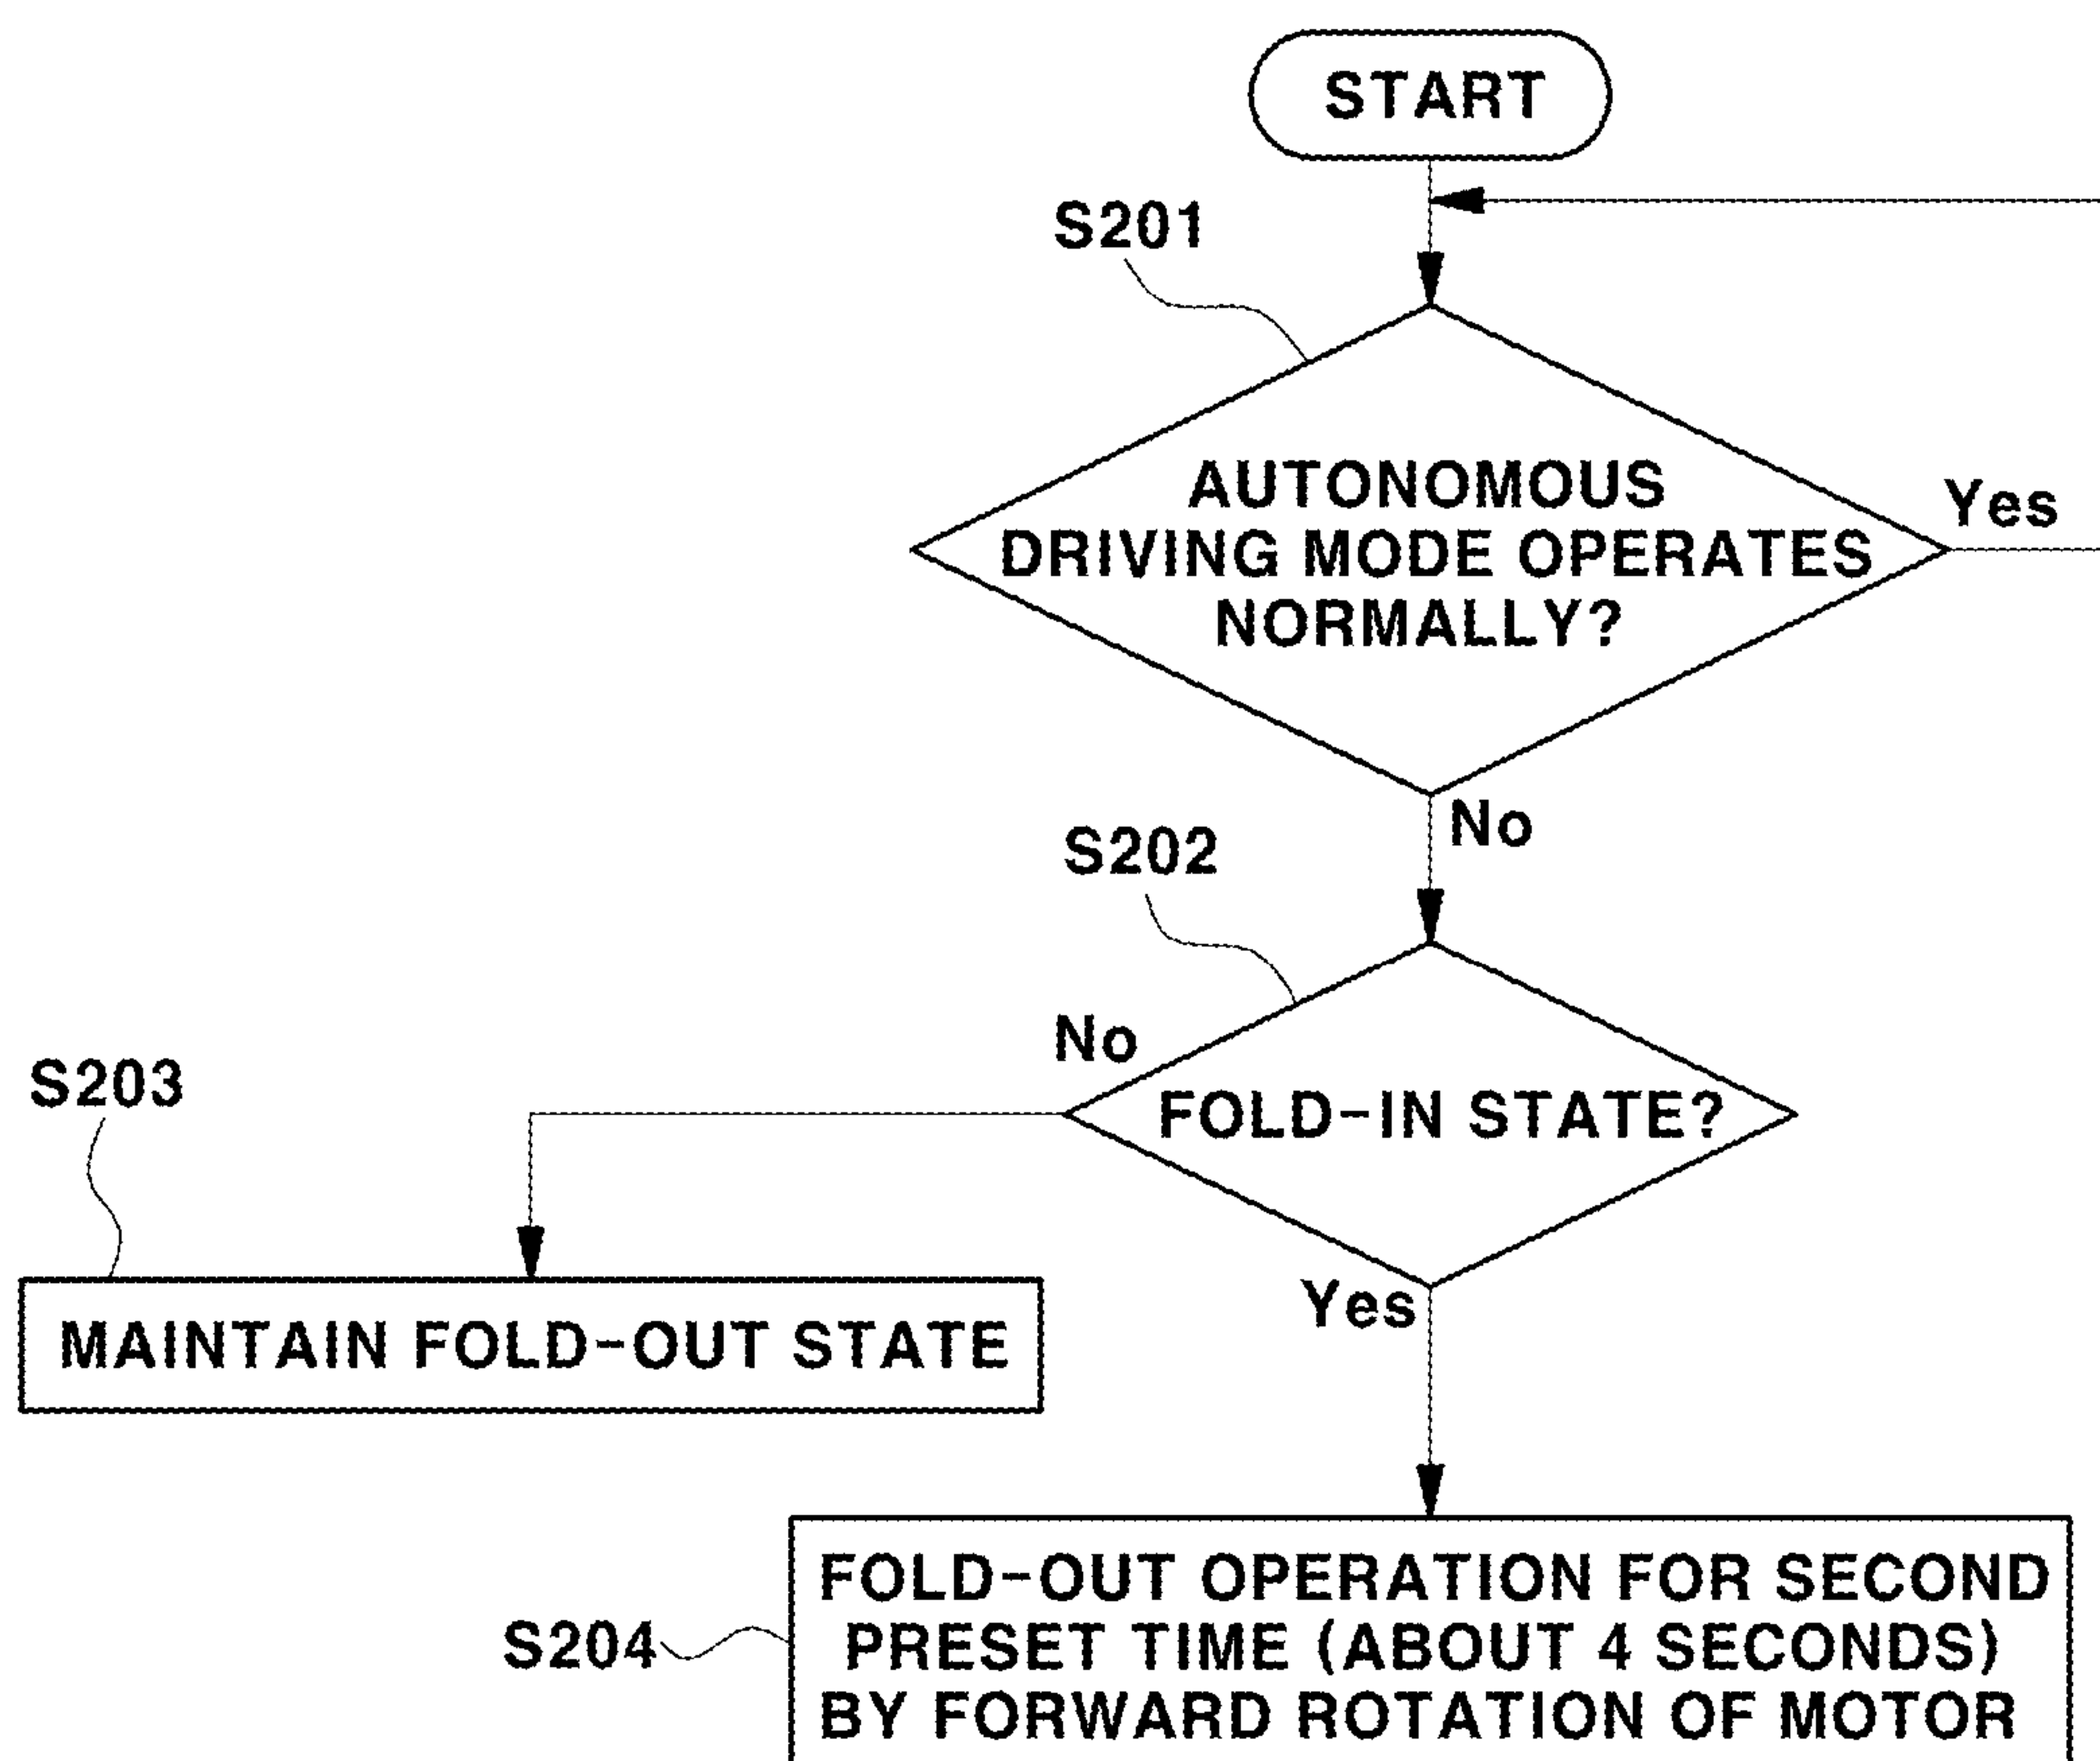 START
S201
AUTONOMOUS
DRIVING MODE OPERATES
NORMALLY?
Yes
No
S202
No
FOLD-IN STATE?
S203
Yes
MAINTAIN FOLD-OUT STATE
FOLD-OUT OPERATION FOR SECOND
S204
PRESET TIME (ABOUT 4 SECONDS)
BY FORWARD ROTATION OF MOTOR